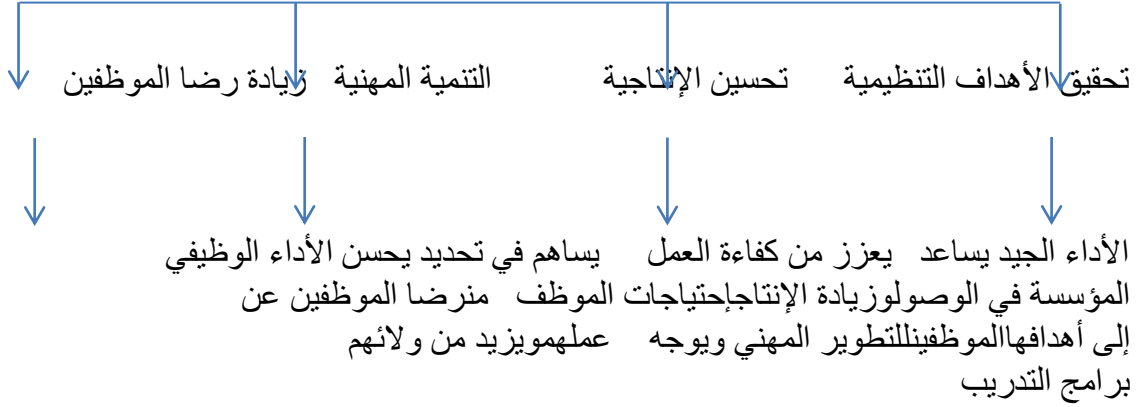 تحقيق الأهداف التنظيمية تحسين الإنتاجية التنمية المهنية زيادة رضا الموظفين
الأداء الجيد يساعد يعزز من كفاءة العمل يساهم في تحديد يحسن الأداء الوظيفي
المؤسسة في الوصولوزيادة الإنتاجإحتياجات الموظف منرضا الموظفين عن
إلى أهدافهاالموظفينللتطوير المهني ويوجه عملهمويزيد من ولائهم
برامج التدريب